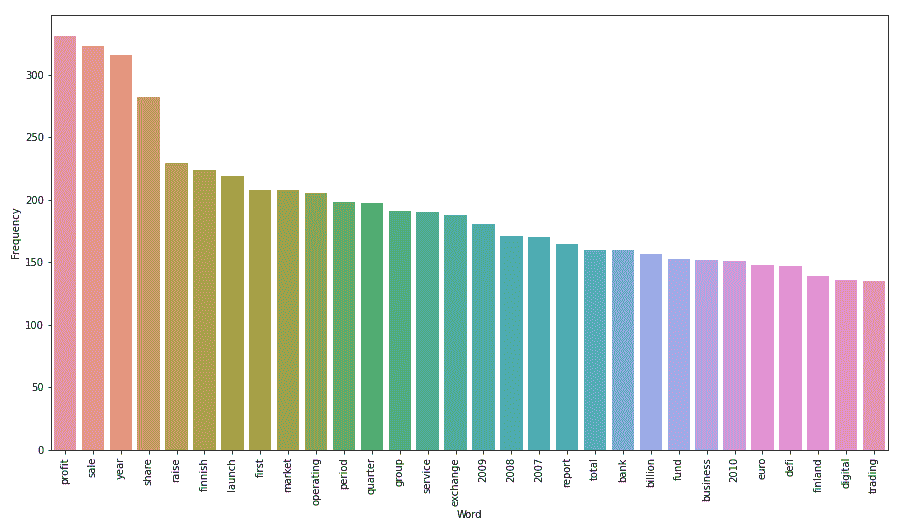 300
250
200
150
100
50
0
Frequency
profit
sale
year
share
raise
finnish
launch
first
market
operating
period
quarter
group
service
exchange
2009
2008
2007
report
total
bank
billion
fund
business
2010
euro
defi
finland
digital
trading
Word